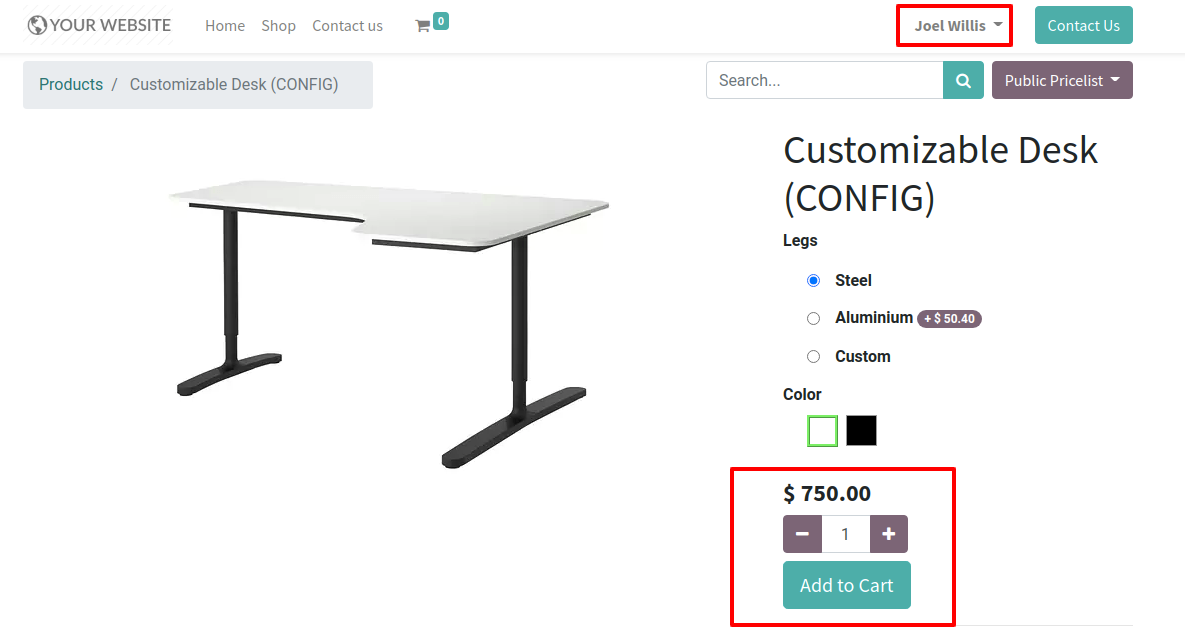 YOUR WEBSITE Home Shop Contact us 0 Joel Willis Contact Us
Products / Customizable Desk (CONFIG) Search... Public Pricelist
Customizable Desk
(CONFIG)
Legs
Steel
Aluminium + $ 50.40
Custom
Color
$ 750.00
1
Add to Cart